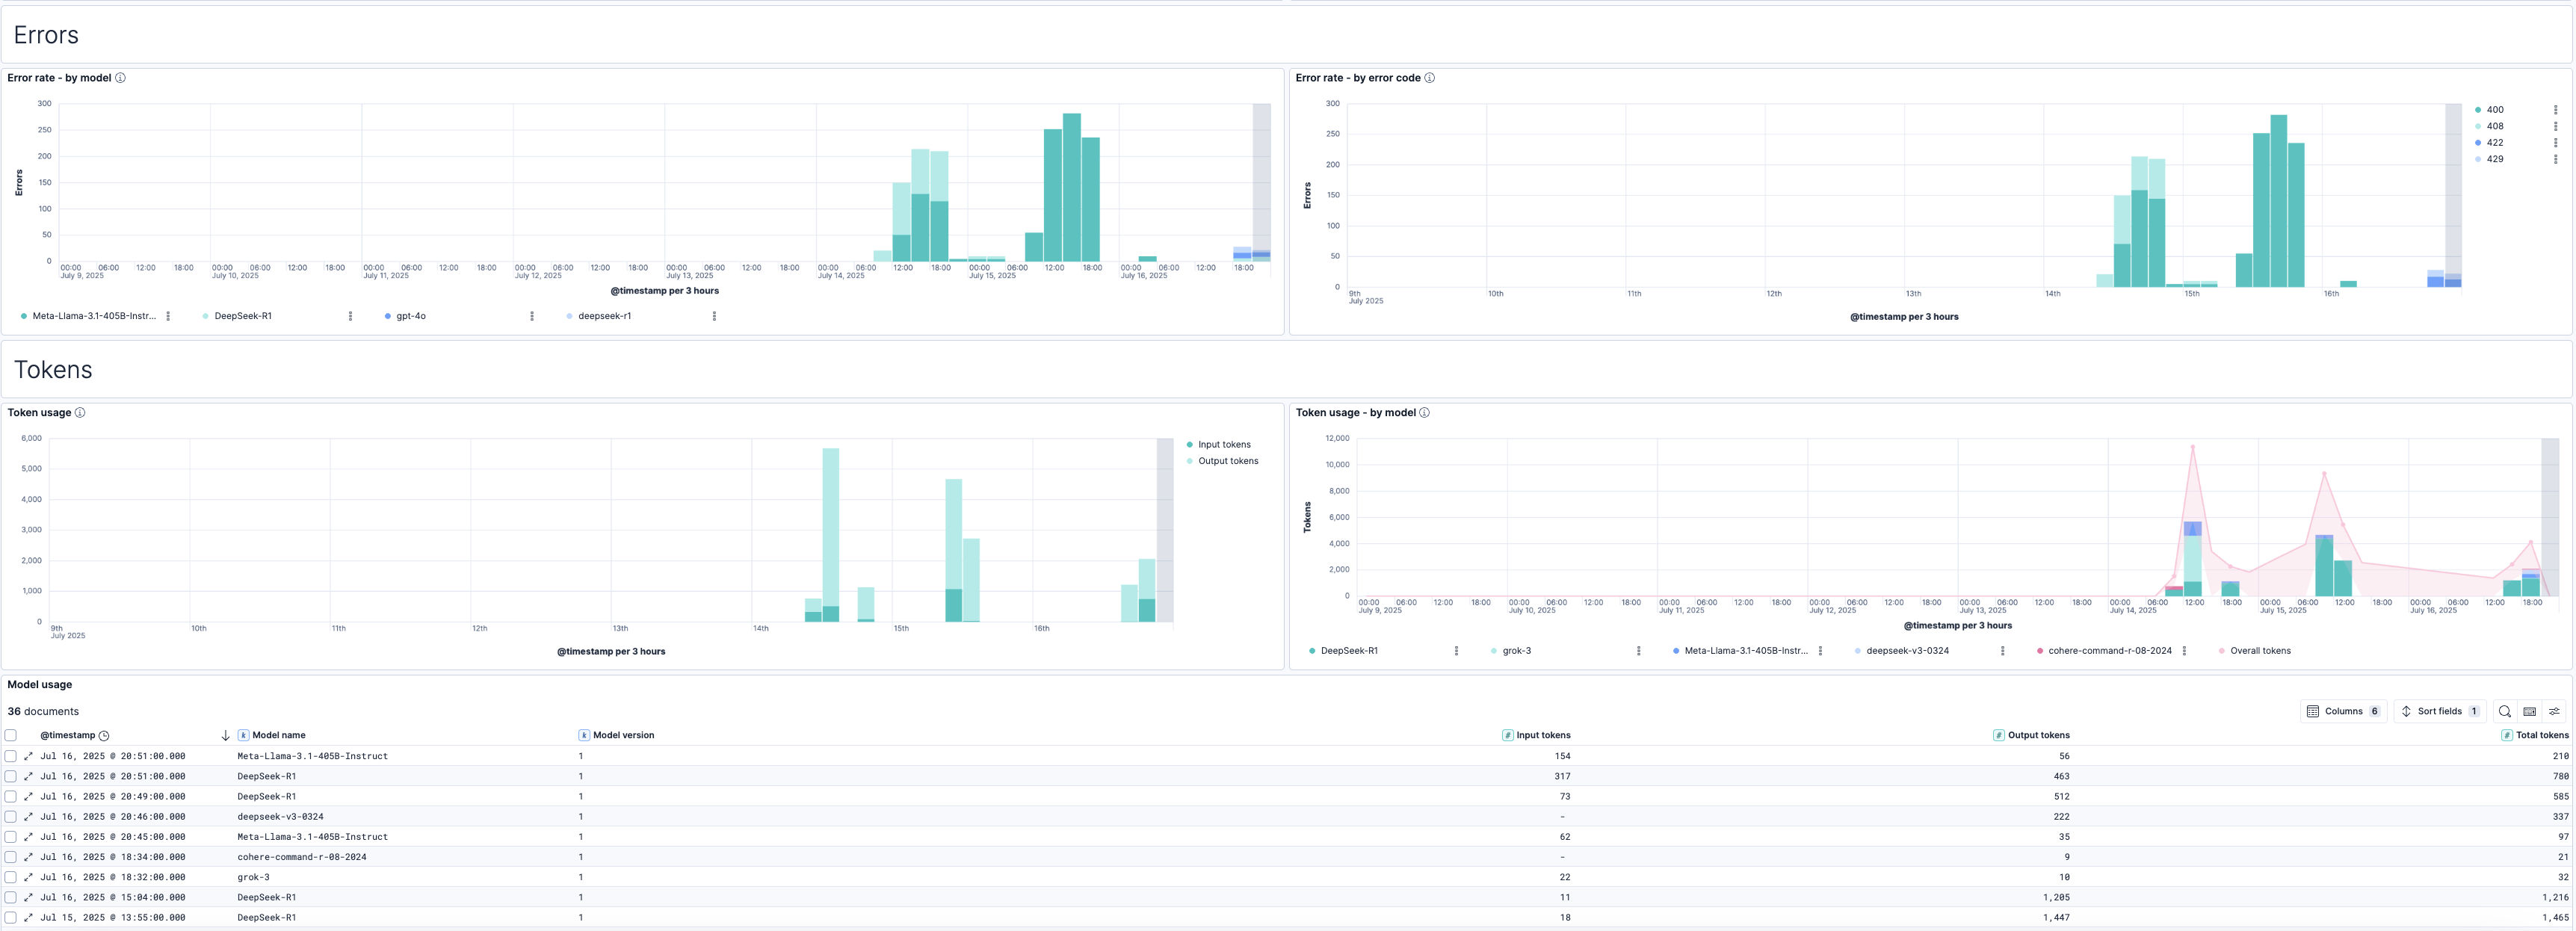 Errors
Error rate - by model
300
250
200
150
100
50
0
Errors
00:00 06:00 12:00 18:00 00:00 06:00 12:00 18:00 00:00 06:00 12:00 18:00 00:00 06:00 12:00 18:00 00:00 06:00 12:00 18:00 00:00 06:00 12:00 18:00 00:00 06:00 12:00 18:00 00:00 06:00 12:00 18:00
July 9, 2025 July 10, 2025 July 11, 2025 July 12, 2025 July 13, 2025 July 14, 2025 July 15, 2025 July 16, 2025
@timestamp per 3 hours
Meta-Llama-3.1-405B-Instr... DeepSeek-R1 gpt-4o deepseek-r1
Error rate - by error code
300
250
200
150
100
50
0
Errors
9th 10th 11th 12th 13th 14th 15th 16th
July 2025
@timestamp per 3 hours
400
408
422
429
Tokens
Token usage
6,000
5,000
4,000
3,000
2,000
1,000
0
9th 10th 11th 12th 13th 14th 15th 16th
July 2025
@timestamp per 3 hours
Input tokens
Output tokens
Token usage - by model
12,000
10,000
8,000
6,000
4,000
2,000
0
Tokens
00:00 06:00 12:00 18:00 00:00 06:00 12:00 18:00 00:00 06:00 12:00 18:00 00:00 06:00 12:00 18:00 00:00 06:00 12:00 18:00 00:00 06:00 12:00 18:00 00:00 06:00 12:00 18:00 00:00 06:00 12:00 18:00
July 9, 2025 July 10, 2025 July 11, 2025 July 12, 2025 July 13, 2025 July 14, 2025 July 15, 2025 July 16, 2025
@timestamp per 3 hours
DeepSeek-R1 grok-3 Meta-Llama-3.1-405B-Instr... deepseek-v3-0324 cohere-command-r-08-2024 Overall tokens
Model usage
36 documents
Columns 6 Sort fields 1
@timestamp k Model name k Model version # Input tokens # Output tokens # Total tokens
Jul 16, 2025 @ 20:51:00.000 Meta-Llama-3.1-405B-Instruct 1 154 56 210
Jul 16, 2025 @ 20:51:00.000 DeepSeek-R1 1 317 463 780
Jul 16, 2025 @ 20:49:00.000 DeepSeek-R1 1 73 512 585
Jul 16, 2025 @ 20:46:00.000 deepseek-v3-0324 1 - 222 337
Jul 16, 2025 @ 20:45:00.000 Meta-Llama-3.1-405B-Instruct 1 62 35 97
Jul 16, 2025 @ 18:34:00.000 cohere-command-r-08-2024 1 - 9 21
Jul 16, 2025 @ 18:32:00.000 grok-3 1 22 10 32
Jul 16, 2025 @ 15:04:00.000 DeepSeek-R1 1 11 1,205 1,216
Jul 15, 2025 @ 13:55:00.000 DeepSeek-R1 1 18 1,447 1,465